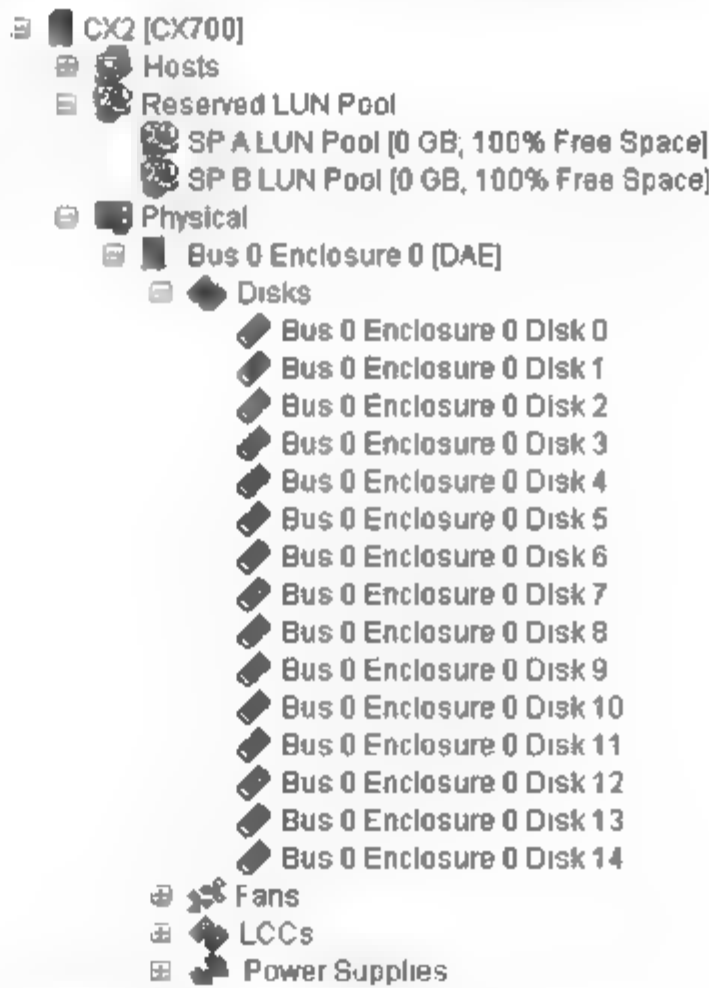 CX2 [CX700]
Hosts
Reserved LUN Pool
SP A LUN Pool [0 GB, 100% Free Space]
SP B LUN Pool [0 GB, 100% Free Space]
Physical
Bus 0 Enclosure 0 [DAE]
Disks
Bus 0 Enclosure 0 Disk 0
Bus 0 Enclosure 0 Disk 1
Bus 0 Enclosure 0 Disk 2
Bus 0 Enclosure 0 Disk 3
Bus 0 Enclosure 0 Disk 4
Bus 0 Enclosure 0 Disk 5
Bus 0 Enclosure 0 Disk 6
Bus 0 Enclosure 0 Disk 7
Bus 0 Enclosure 0 Disk 8
Bus 0 Enclosure 0 Disk 9
Bus 0 Enclosure 0 Disk 10
Bus 0 Enclosure 0 Disk 11
Bus 0 Enclosure 0 Disk 12
Bus 0 Enclosure 0 Disk 13
Bus 0 Enclosure 0 Disk 14
Fans
LCCs
Power Supplies